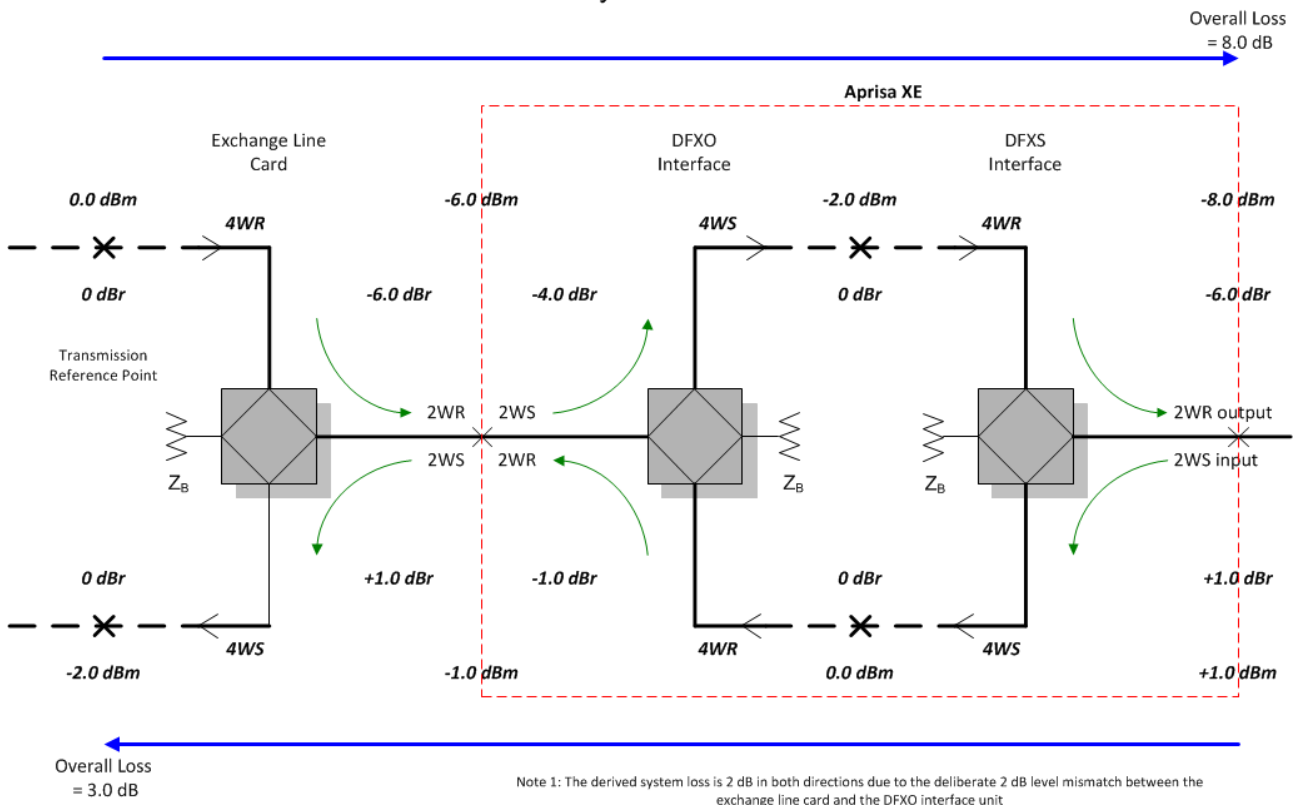 Overall Loss
= 8.0 dB
Aprisa XE
Exchange Line
Card
DFXO
Interface
DFXS
Interface
0.0 dBm
-6.0 dBm
-2.0 dBm
-8.0 dBm
4WR
4WS
4WR
0 dBr
-6.0 dBr
-4.0 dBr
0 dBr
-6.0 dBr
Transmission
Reference Point
2WR
2WS
2WR output
2WS
2WR
2WS input
ZB
ZB
ZB
0 dBr
+1.0 dBr
-1.0 dBr
0 dBr
+1.0 dBr
4WS
4WR
4WS
-2.0 dBm
-1.0 dBm
0.0 dBm
+1.0 dBm
Overall Loss
= 3.0 dB
Note 1: The derived system loss is 2 dB in both directions due to the deliberate 2 dB level mismatch between the
exchange line card and the DFXO interface unit